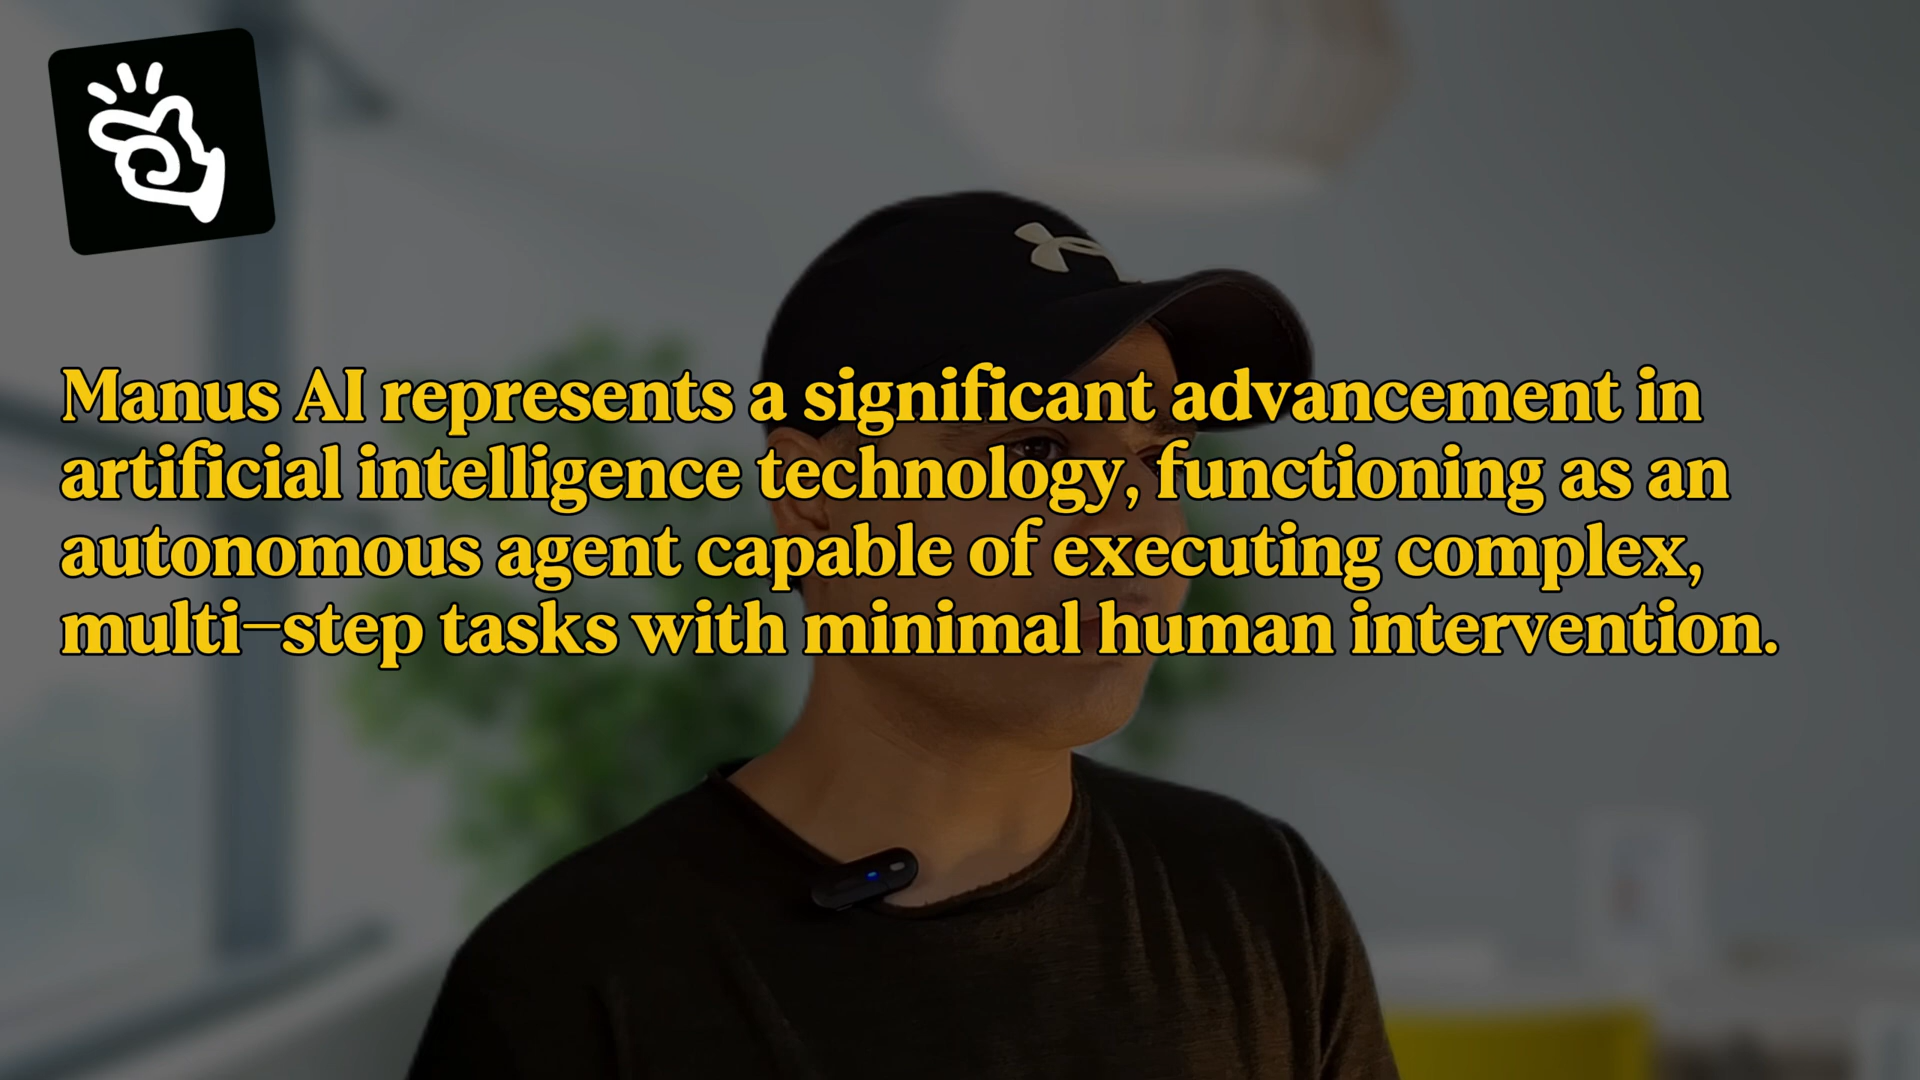 Manus AI represents a significant advancement in
artificial intelligence technology, functioning as an
autonomous agent capable of executing complex,
multi–step tasks with minimal human intervention.